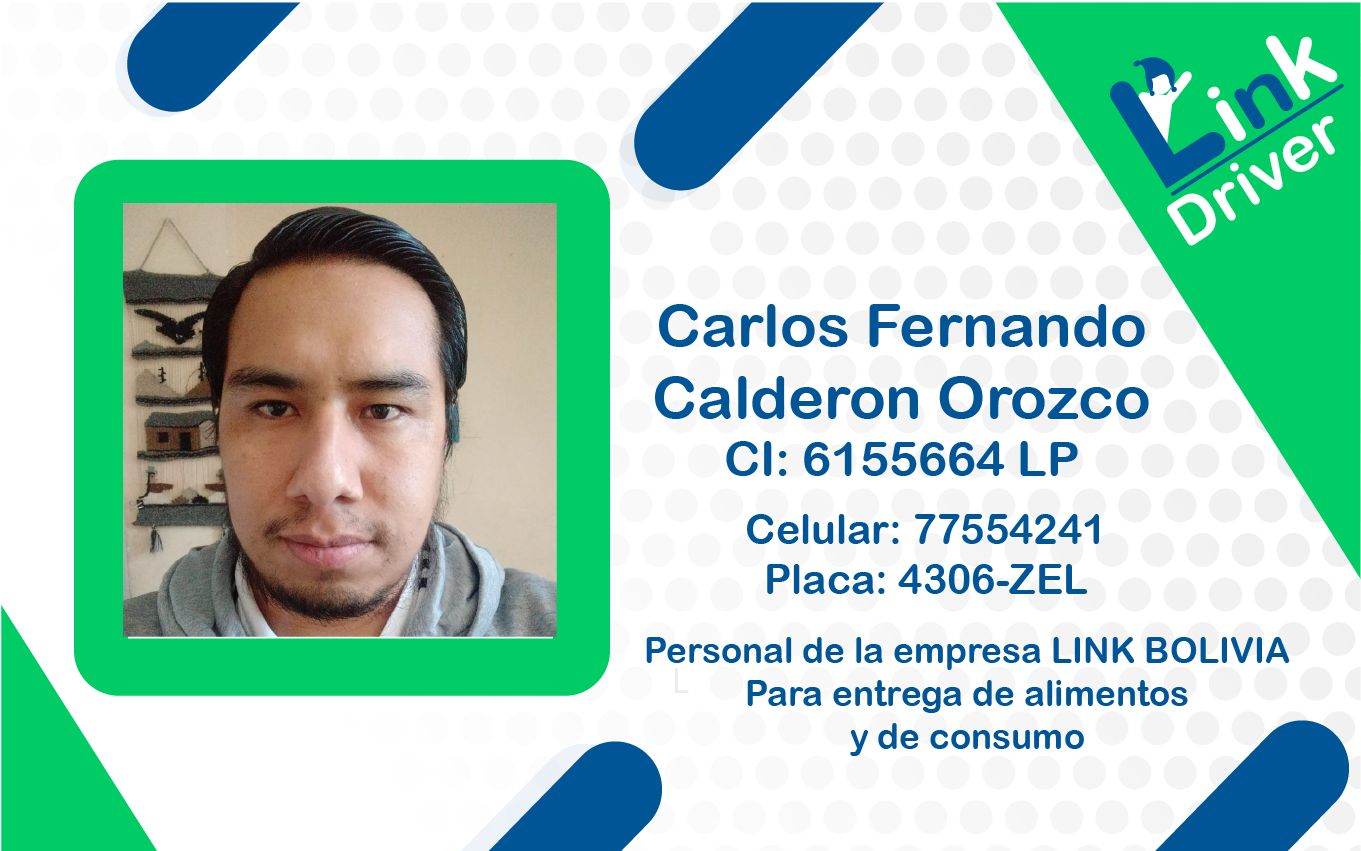 Link
Driver
Carlos Fernando
Calderon Orozco
CI: 6155664 LP
Celular: 77554241
Placa: 4306-ZEL
Personal de la empresa LINK BOLIVIA
L
Para entrega de alimentos
y de consumo